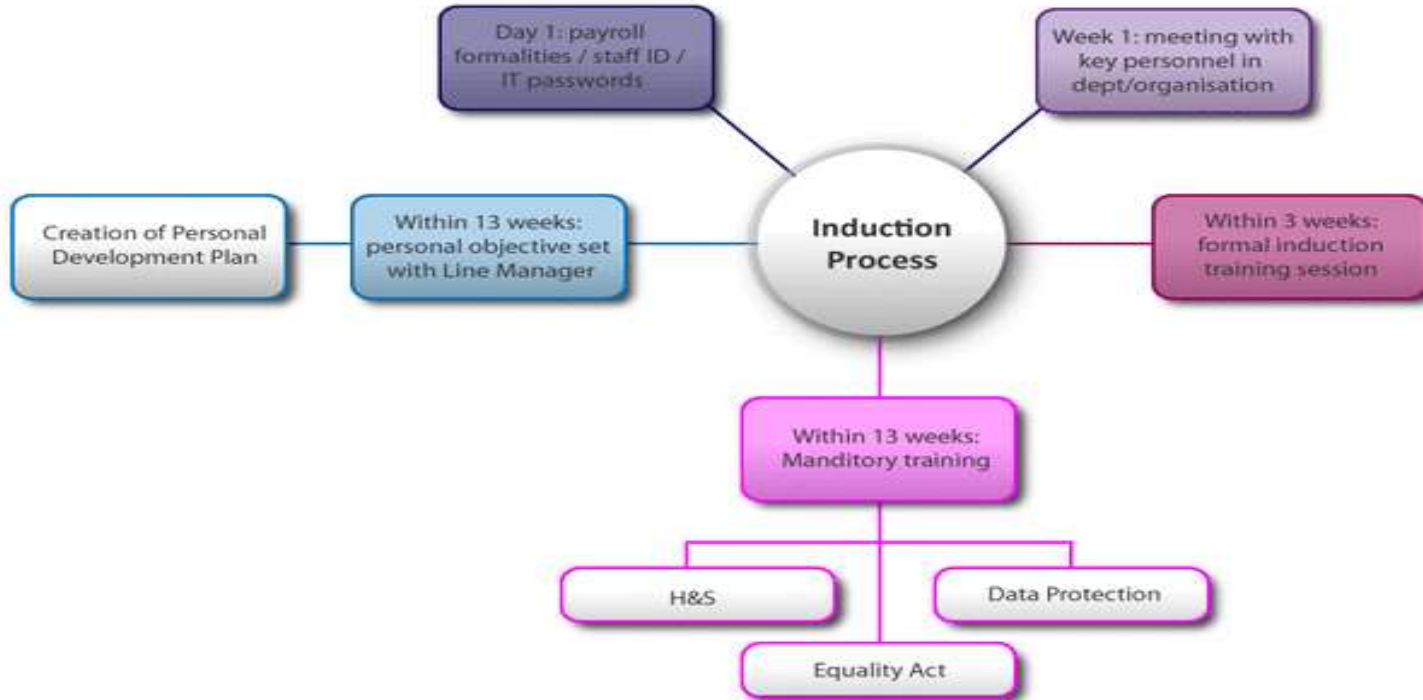 Day 1: payroll
formalities / staff ID /
IT passwords
Week 1: meeting with
key personnel in
dept/organisation
Creation of Personal
Development Plan
Within 13 weeks:
personal objective set
with Line Manager
Induction
Process
Within 3 weeks:
formal induction
training session
Within 13 weeks:
Manditory training
H&S
Data Protection
Equality Act